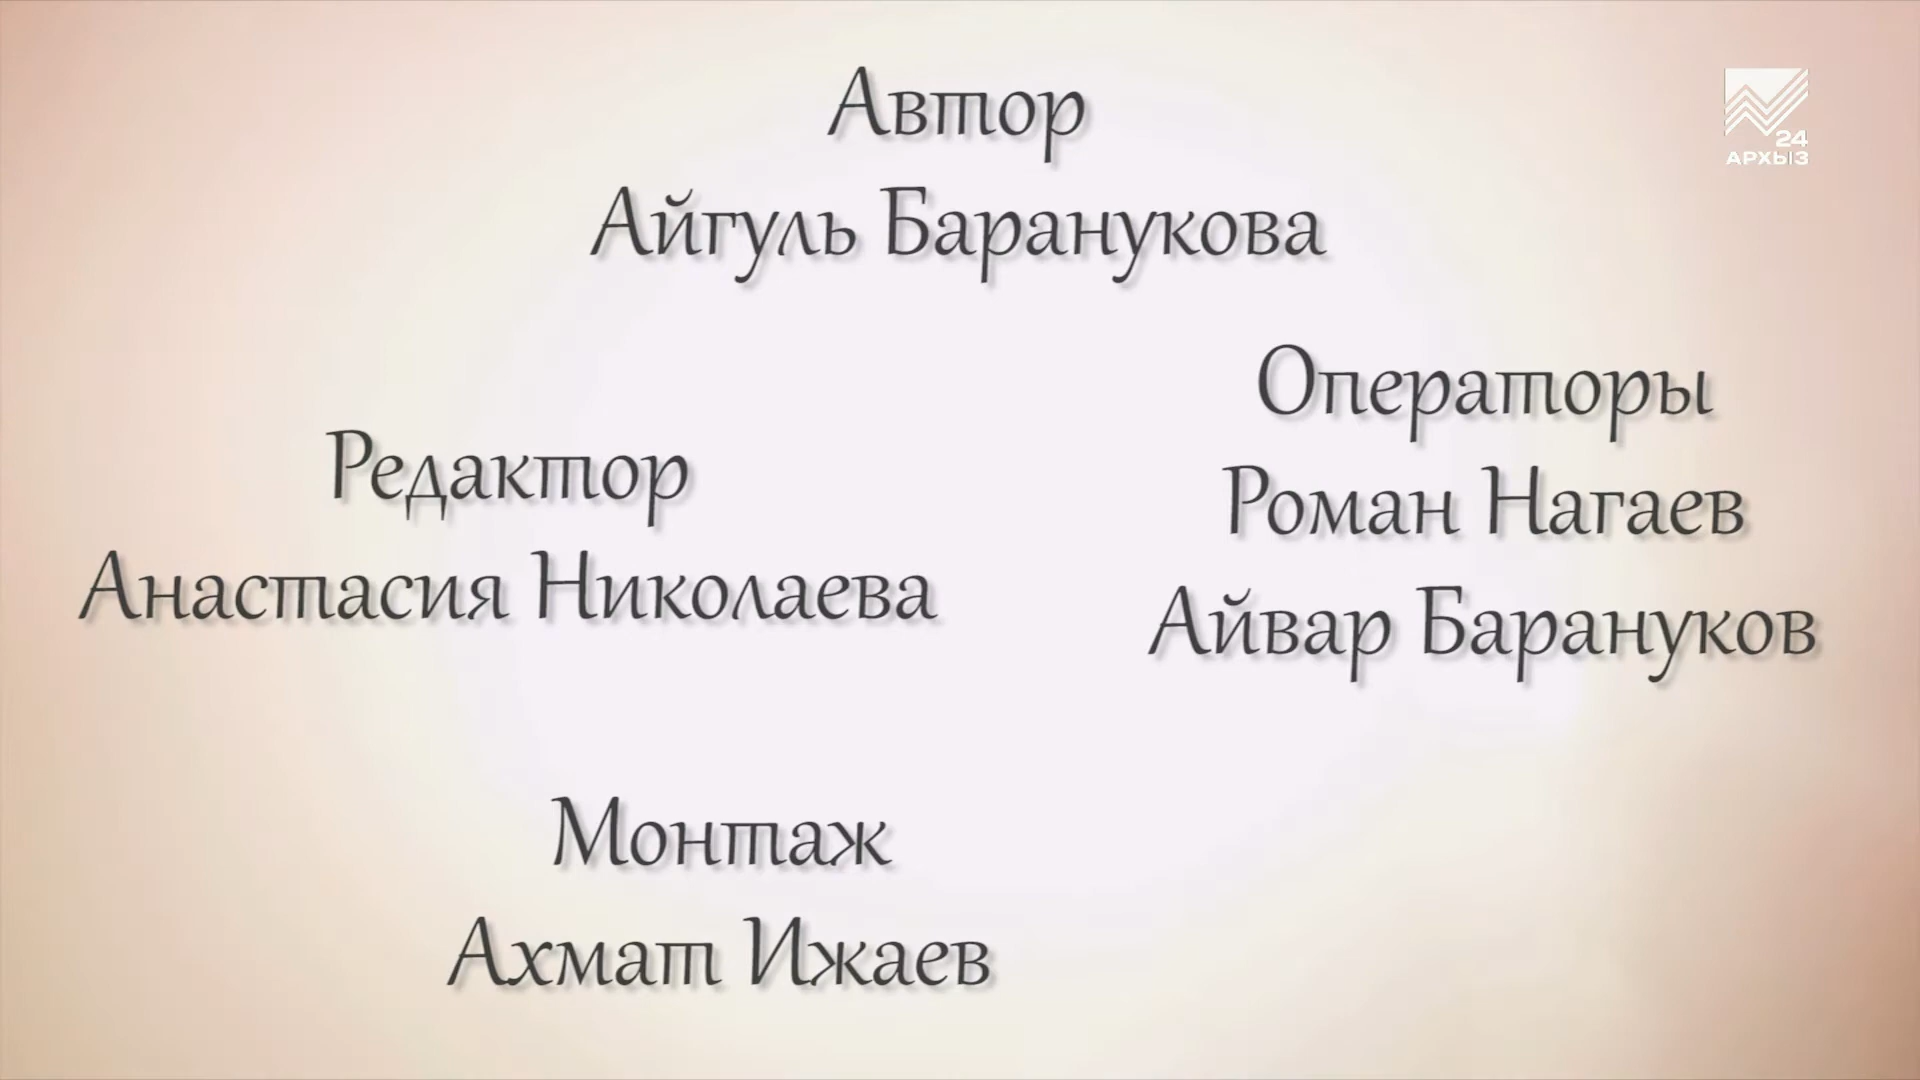 Автор
Айгуль Баранукова
24
АРХЫЗ
Редактор
Анастасия Николаева
Операторы
Роман Нагаев
Айвар Барануков
Монтаж
Ахмат Ижаев